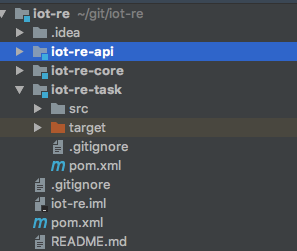 iot-re ~/git/iot-re
.idea
iot-re-api
iot-re-core
iot-re-task
src
target
.gitignore
pom.xml
.gitignore
iot-re.iml
pom.xml
README.md